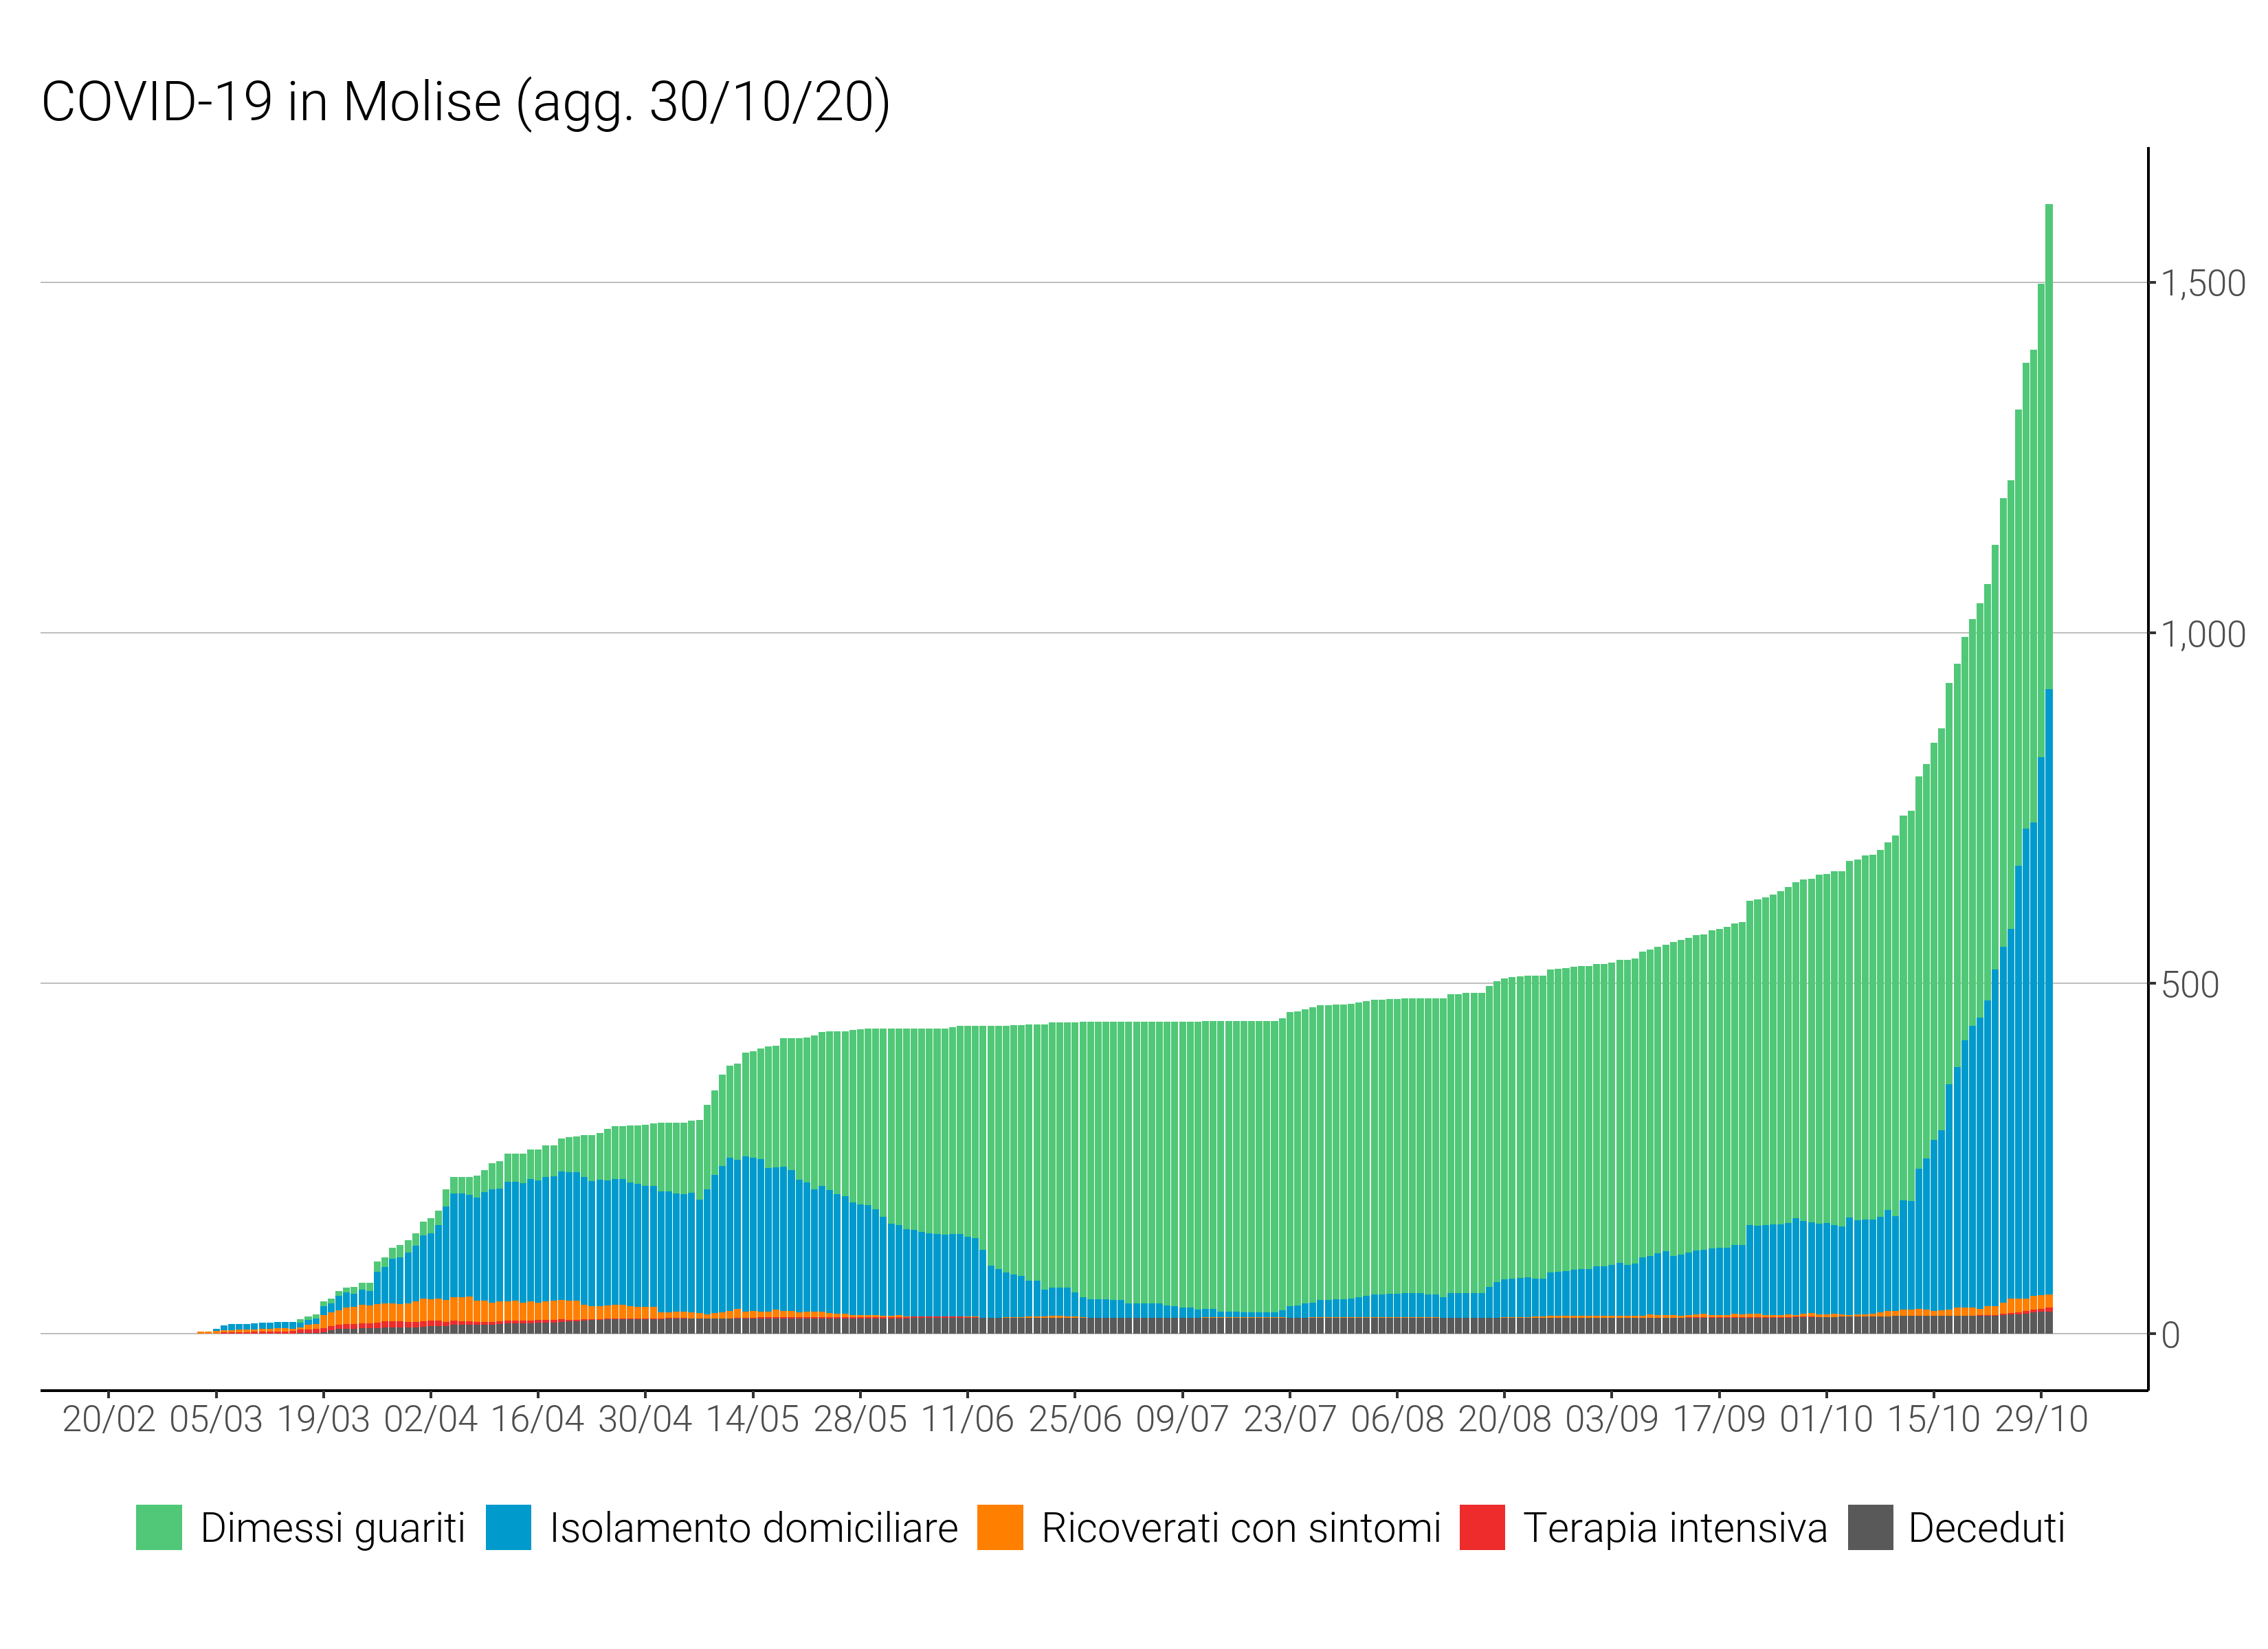 COVID-19 in Molise (agg. 30/10/20)
1,500
1,000
500
0
20/02 05/03 19/03 02/04 16/04 30/04 14/05 28/05 11/06 25/06 09/07 23/07 06/08 20/08 03/09 17/09 01/10 15/10 29/10
Dimessi guariti Isolamento domiciliare Ricoverati con sintomi Terapia intensiva Deceduti